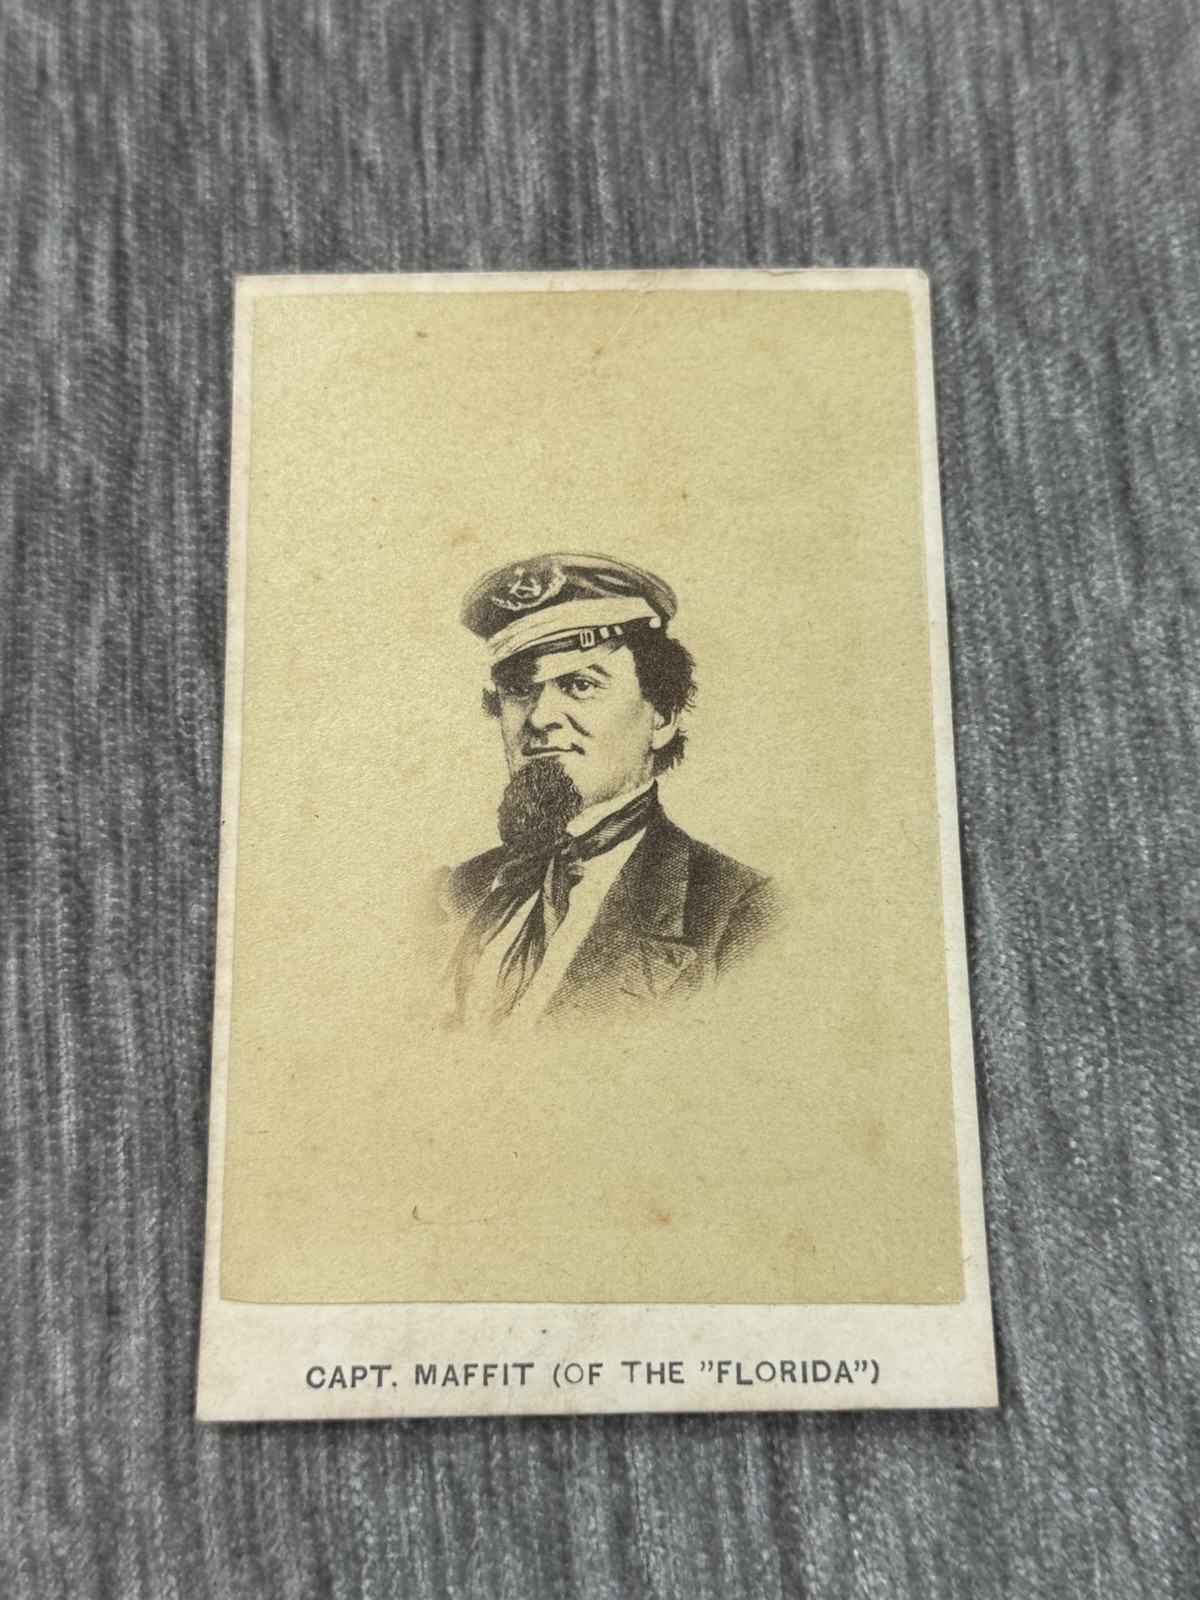 CAPT. MAFFIT (OF THE "FLORIDA")